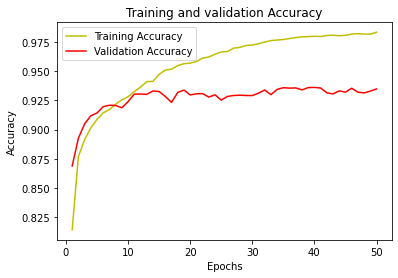 Training and validation Accuracy
Training Accuracy
Validation Accuracy
Accuracy
0.975
0.950
0.925
0.900
0.875
0.850
0.825
0 10 20 30 40 50
Epochs